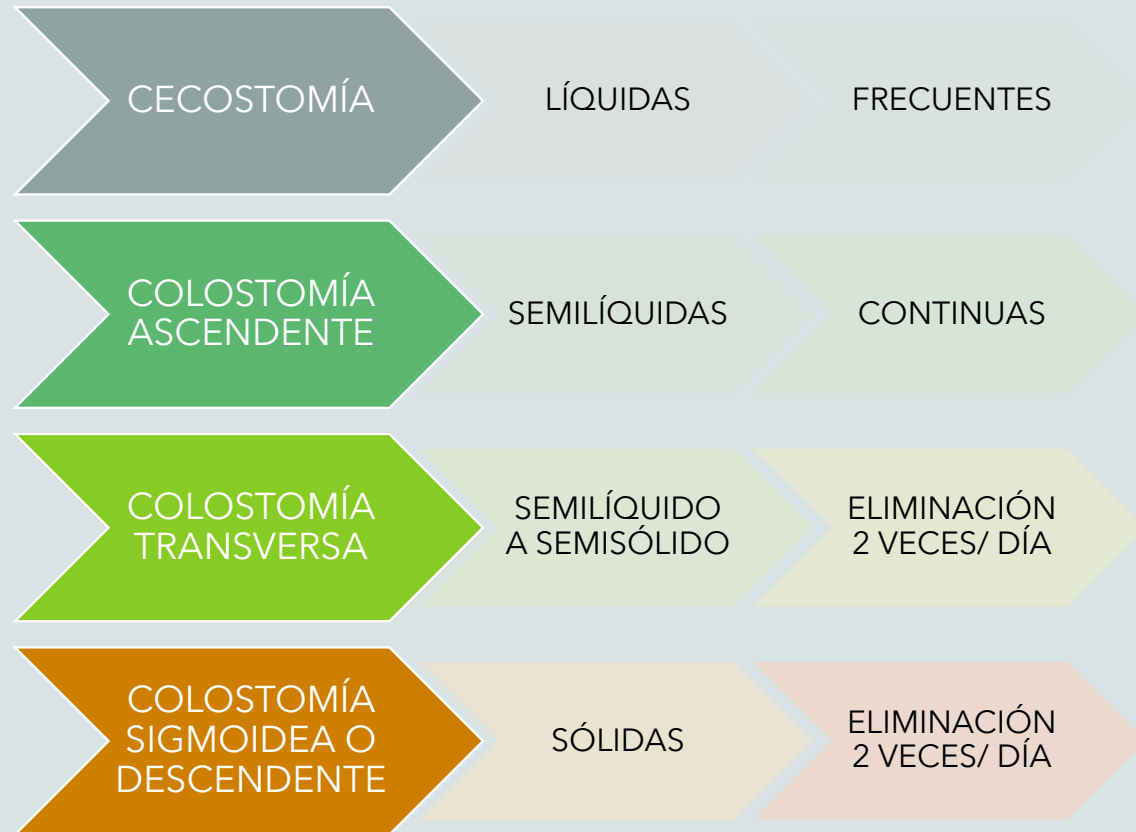 CECOSTOMÍA
LÍQUIDAS
FRECUENTES
COLOSTOMÍA
ASCENDENTE
SEMILÍQUIDAS
CONTINUAS
COLOSTOMÍA
TRANSVERSA
SEMILÍQUIDO
A SEMISÓLIDO
ELIMINACIÓN
2 VECES/ DÍA
COLOSTOMÍA
SIGMOIDEA O
DESCENDENTE
SÓLIDAS
ELIMINACIÓN
2 VECES/ DÍA